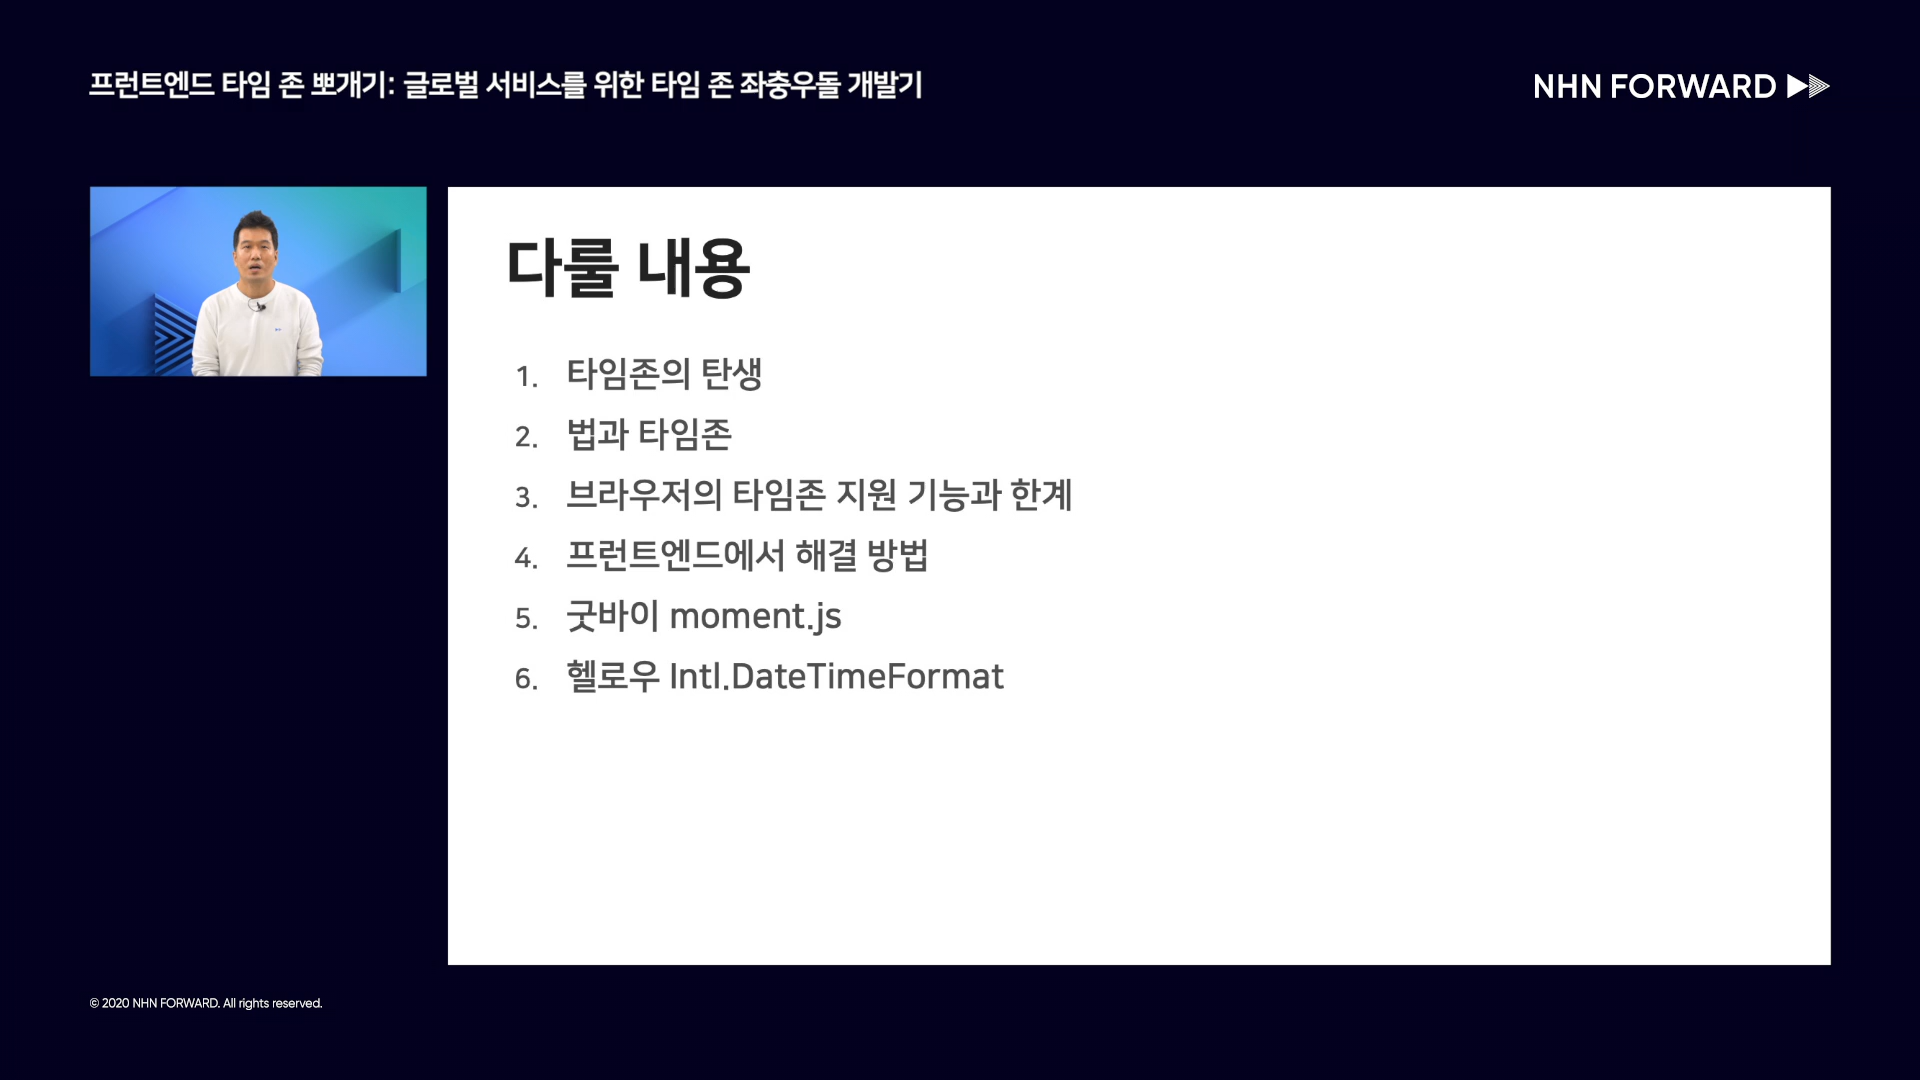 프런트엔드 타임 존 뽀개기: 글로벌 서비스를 위한 타임 존 좌충우돌 개발기
NHN FORWARD
다룰 내용
1. 타임존의 탄생
2. 법과 타임존
3. 브라우저의 타임존 지원 기능과 한계
4. 프런트엔드에서 해결 방법
5. 굿바이 moment.js
6. 헬로우 Intl.DateTimeFormat
© 2020 NHN FORWARD. All rights reserved.